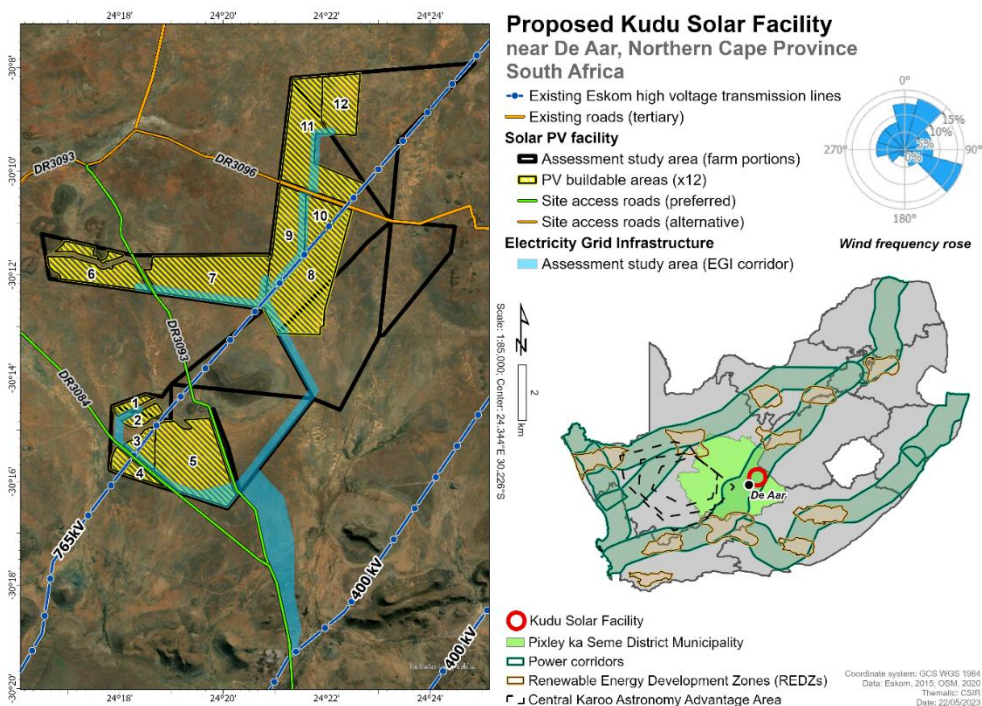 Proposed Kudu Solar Facility
near De Aar, Northern Cape Province
South Africa
Existing Eskom high voltage transmission lines
Existing roads (tertiary)
Solar PV facility
Assessment study area (farm portions)
PV buildable areas (x12)
Site access roads (preferred)
Site access roads (alternative)
Electricity Grid Infrastructure
Assessment study area (EGI corridor)
0°
15%
10%
5%
0%
270°
90°
180°
Wind frequency rose
24°18'
24°20'
24°22'
24°24'
-30°8'
-30°10'
-30°12'
-30°14'
-30°16'
-30°18'
-30°20'
24°18'
24°20'
24°22'
24°24'
DR3093
DR3096
12
11
10
9
8
7
6
DR3093
DR3084
1
2
3
4
5
765kV
400 kV
400 kV
Scale: 1:85,000; Center: 24.344°E 30.226°S
N
2
km
De Aar
Kudu Solar Facility
Pixley ka Seme District Municipality
Power corridors
Renewable Energy Development Zones (REDZs)
Central Karoo Astronomy Advantage Area
Coordinate system: GCS WGS 1984
Data: Eskom, 2015; OSM, 2020
Thematic: CSIR
Date: 22/05/2023